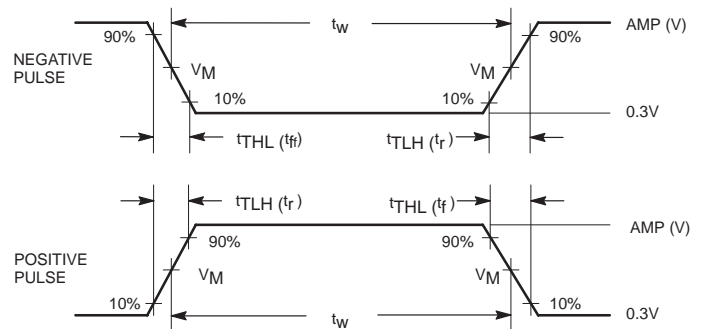 tW
AMP (V)
90%
90%
NEGATIVE
PULSE
VM
VM
10%
10%
0.3V
tTHL (tff)
tTLH (tr)
tTLH (tr)
tTHL (tf)
AMP (V)
90%
90%
POSITIVE
PULSE
VM
VM
10%
10%
0.3V
tW